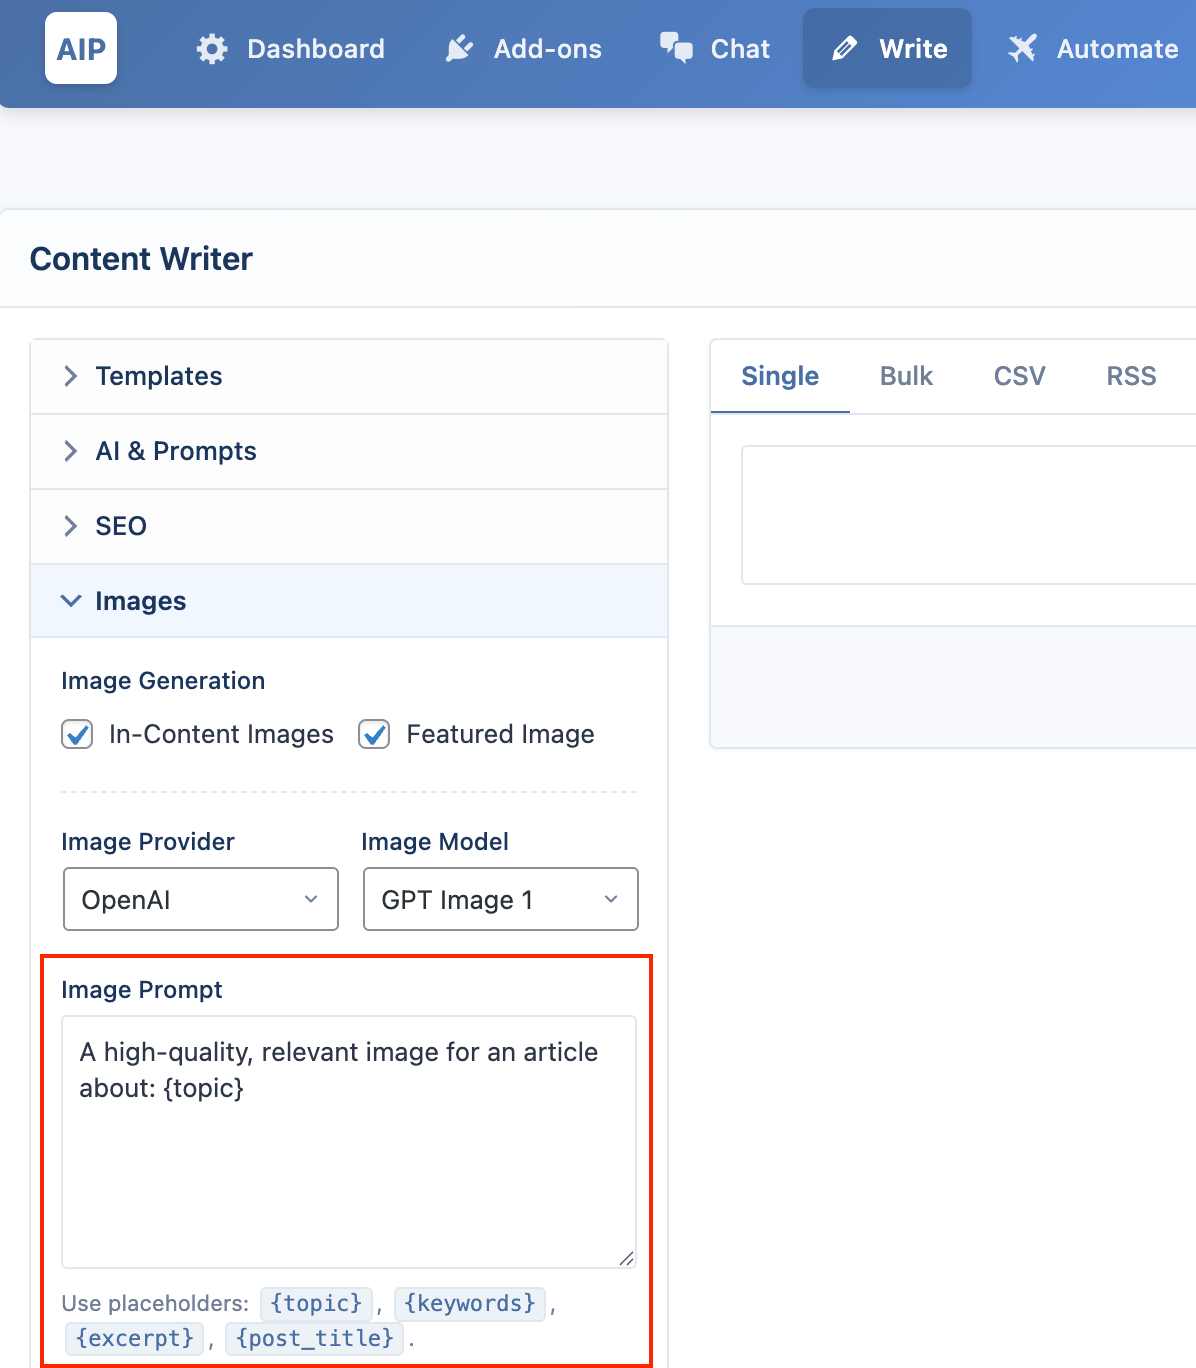 AIP
Dashboard
Add-ons
Chat
Write
Automate
Content Writer
Templates
AI & Prompts
SEO
Images
Image Generation
In-Content Images
Featured Image
Image Provider
Image Model
OpenAI
GPT Image 1
Image Prompt
A high-quality, relevant image for an article
about: {topic}
Use placeholders: {topic} , {keywords} ,
{excerpt} , {post_title} .
Single
Bulk
CSV
RSS